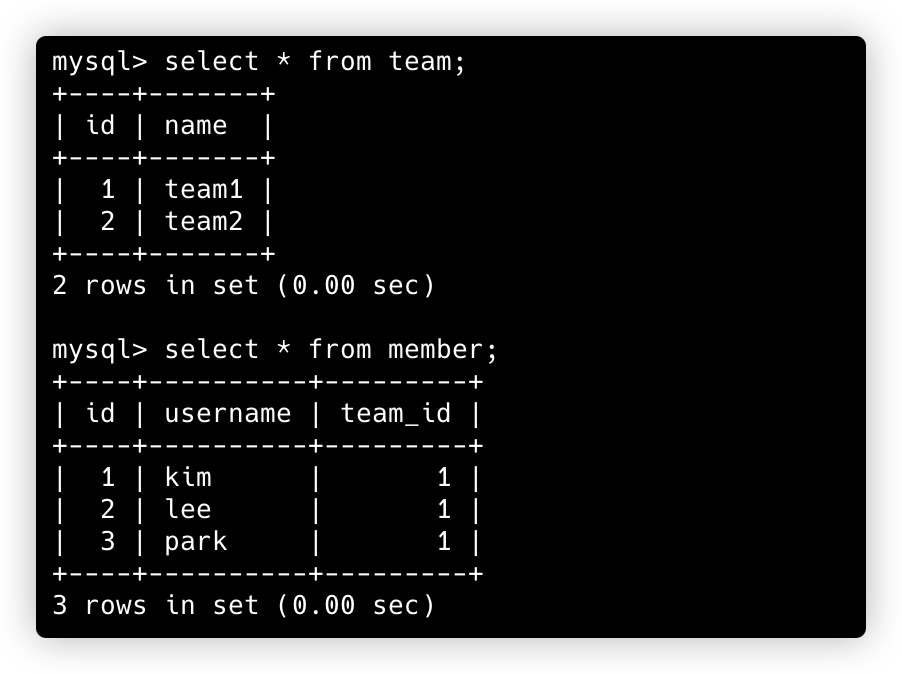 mysql> select * from team;
+----+-------+
| id | name  |
+----+-------+
|  1 | team1 |
|  2 | team2 |
+----+-------+
2 rows in set (0.00 sec)

mysql> select * from member;
+----+----------+---------+
| id | username | team_id |
+----+----------+---------+
|  1 | kim      |       1 |
|  2 | lee      |       1 |
|  3 | park     |       1 |
+----+----------+---------+
3 rows in set (0.00 sec)